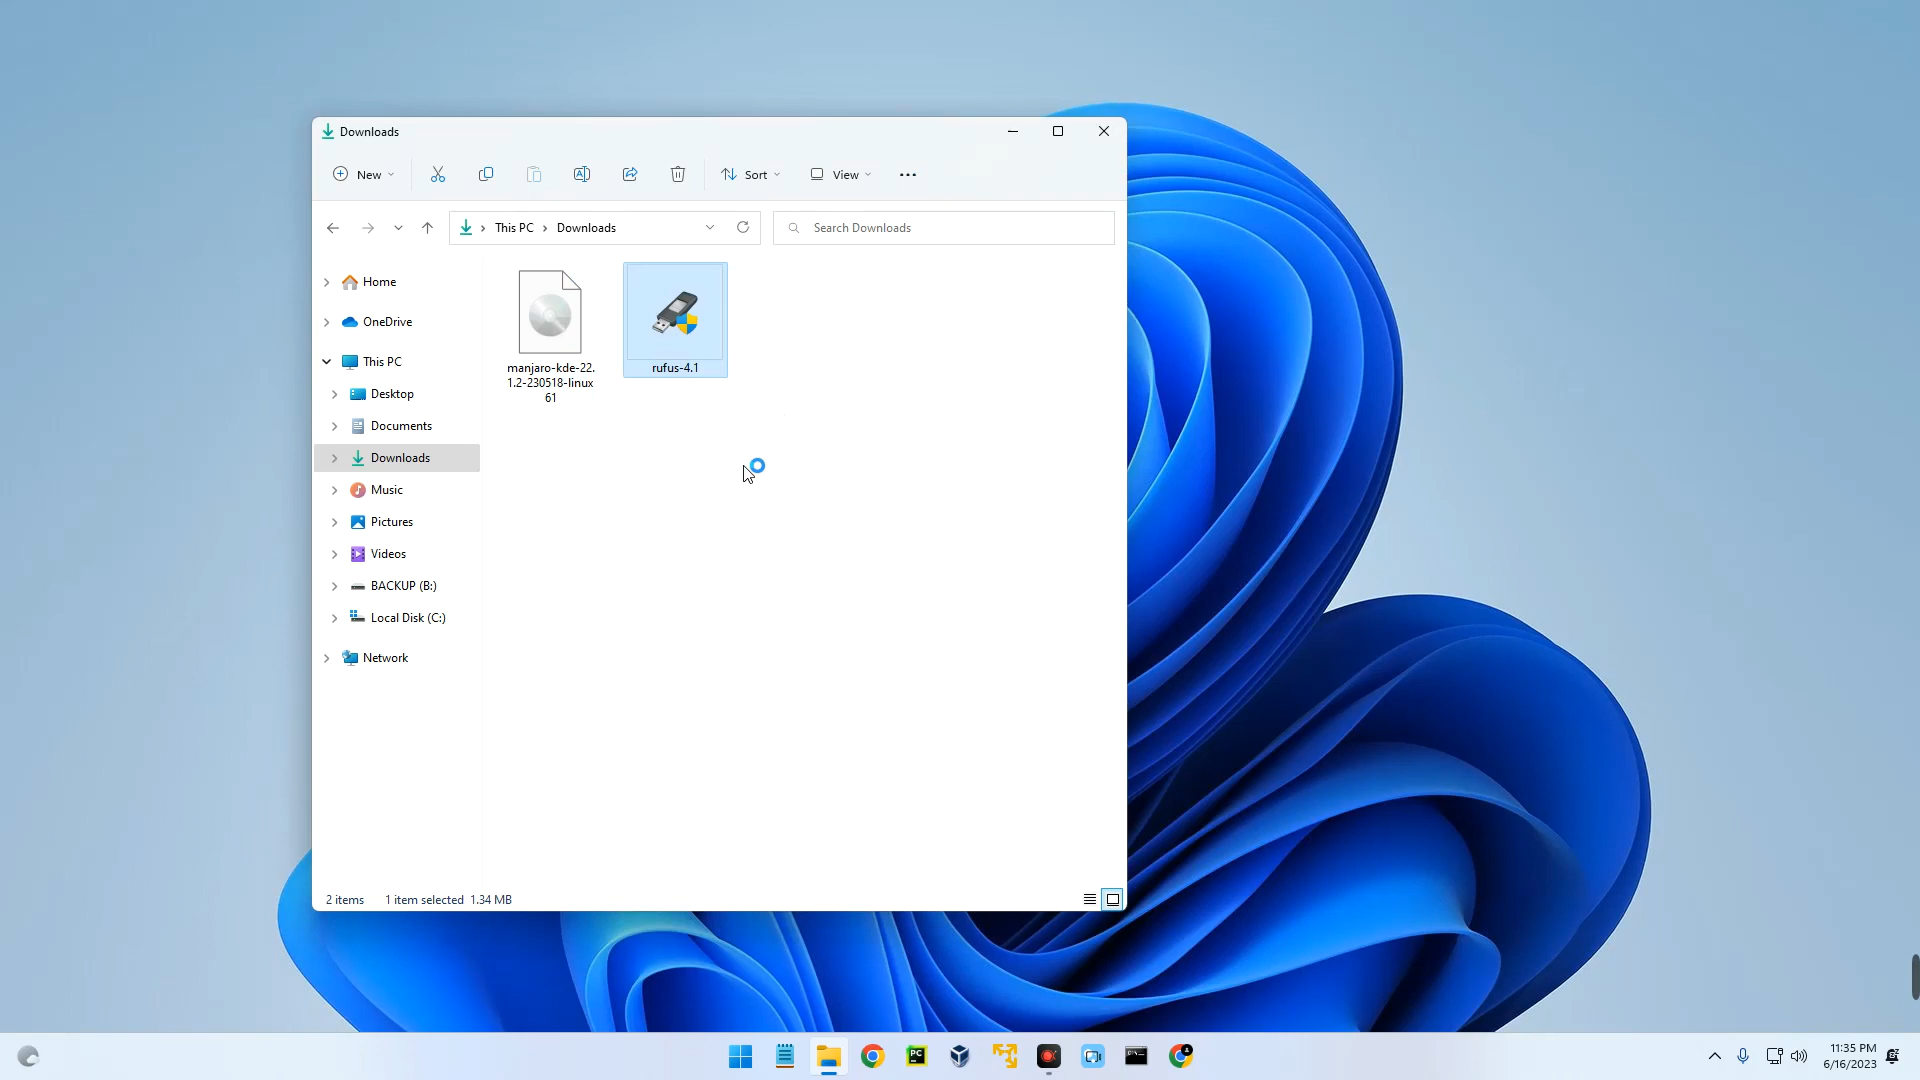 Downloads
New
Sort
View
This PC
Downloads
Search Downloads
Home
OneDrive
This PC
Desktop
Documents
Downloads
Music
Pictures
Videos
BACKUP (B:)
Local Disk (C:)
Network
manjaro-kde-22.
1.2-230518-linux
61
rufus-4.1
2 items 1 item selected 1.34 MB
PC
11:35 PM
6/16/2023